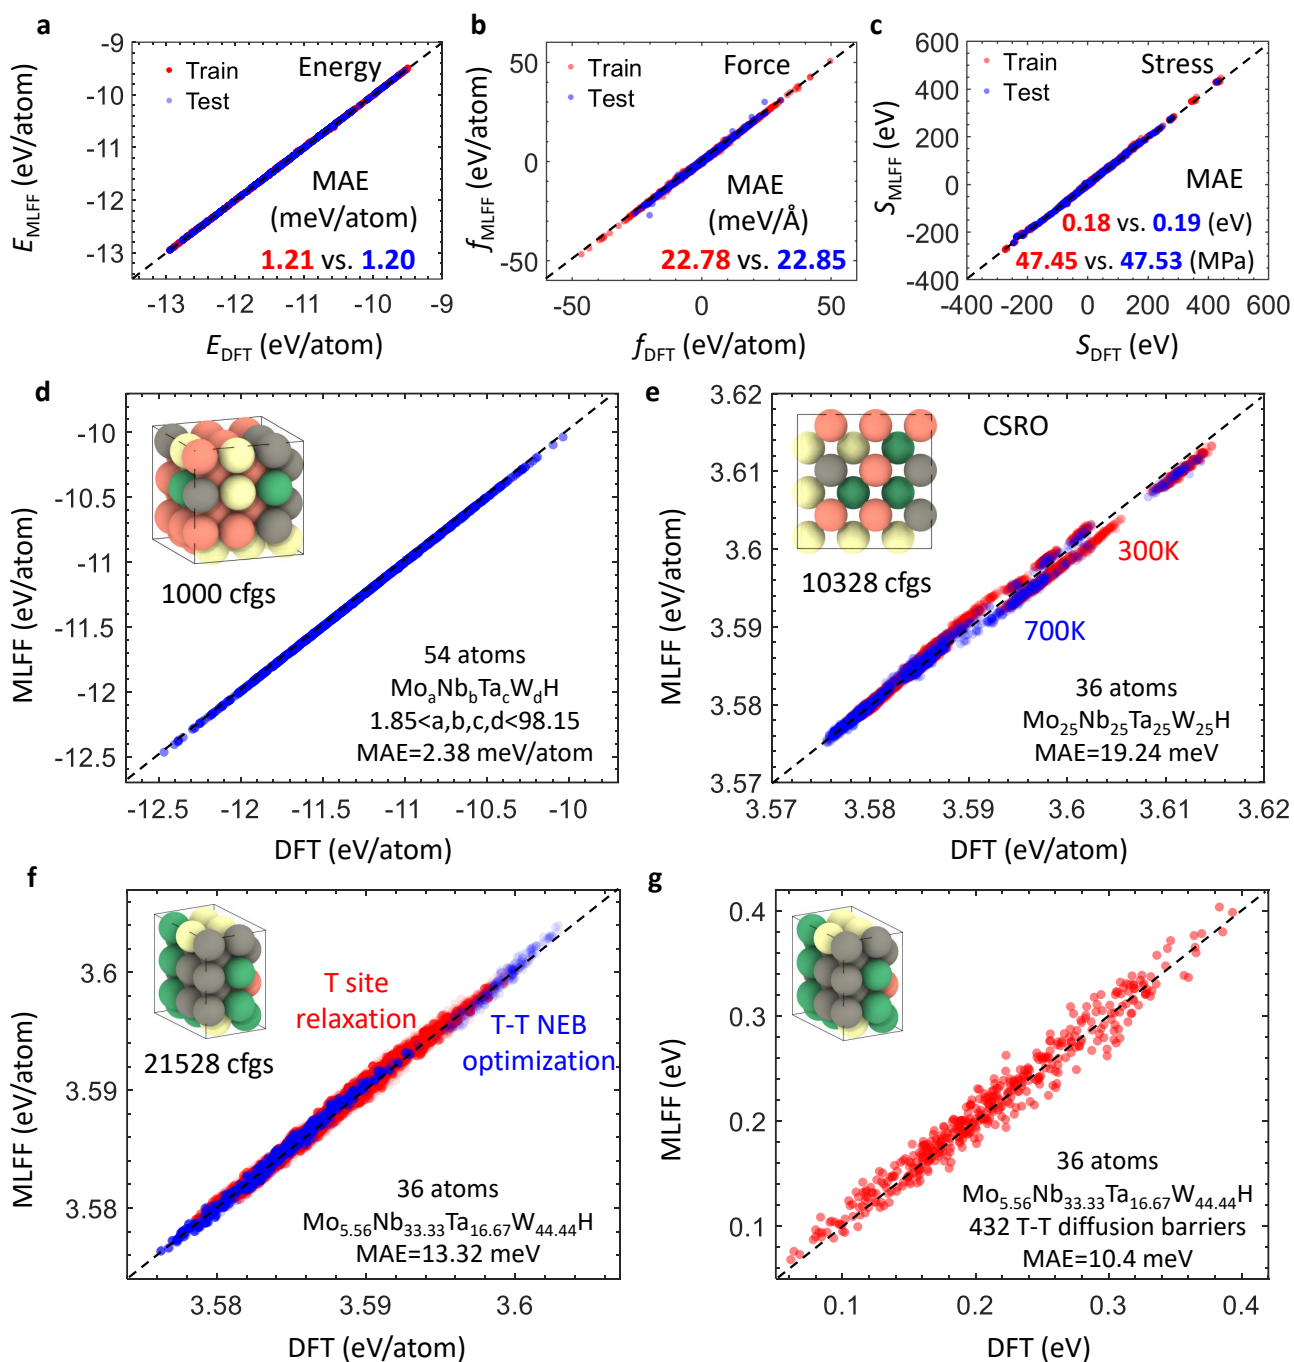 a
Energy
Train
Test
MAE
(meV/atom)
1.21 vs. 1.20
-9
-10
-11
-12
-13
-13 -12 -11 -10 -9
E_MLFF (eV/atom)
E_DFT (eV/atom)
b
Force
Train
Test
MAE
(meV/Å)
22.78 vs. 22.85
50
0
-50
-50 0 50
f_MLFF (eV/atom)
f_DFT (eV/atom)
c
Stress
Train
Test
MAE
0.18 vs. 0.19 (eV)
47.45 vs. 47.53 (MPa)
600
400
200
0
-200
-400
-400 -200 0 200 400 600
S_MLFF (eV)
S_DFT (eV)
d
1000 cfgs
54 atoms
Mo_aNb_bTa_cW_dH
1.85<a,b,c,d<98.15
MAE=2.38 meV/atom
-10
-10.5
-11
-11.5
-12
-12.5
-12.5 -12 -11.5 -11 -10.5 -10
MLFF (eV/atom)
DFT (eV/atom)
e
CSRO
10328 cfgs
300K
700K
36 atoms
Mo₂₅Nb₂₅Ta₂₅W₂₅H
MAE=19.24 meV
3.62
3.61
3.6
3.59
3.58
3.57
3.57 3.58 3.59 3.6 3.61 3.62
MLFF (eV/atom)
DFT (eV/atom)
f
21528 cfgs
T site
relaxation
T-T NEB
optimization
36 atoms
Mo₅.₅₆Nb₃₃.₃₃Ta₁₆.₆₇W₄₄.₄₄H
MAE=13.32 meV
3.6
3.59
3.58
3.58 3.59 3.6
MLFF (eV/atom)
DFT (eV/atom)
g
36 atoms
Mo₅.₅₆Nb₃₃.₃₃Ta₁₆.₆₇W₄₄.₄₄H
432 T-T diffusion barriers
MAE=10.4 meV
0.4
0.3
0.2
0.1
0.1 0.2 0.3 0.4
MLFF (eV)
DFT (eV)